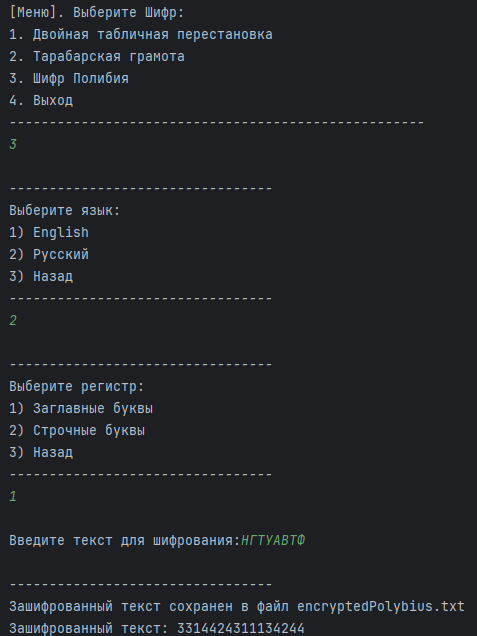 [Меню]. Выберите Шифр:
1. Двойная табличная перестановка
2. Тарабарская грамота
3. Шифр Полибия
4. Выход
----------------------------------------------------
3
---------------------------------
Выберите язык:
1) English
2) Русский
3) Назад
---------------------------------
2
---------------------------------
Выберите регистр:
1) Заглавные буквы
2) Строчные буквы
3) Назад
---------------------------------
1
Введите текст для шифрования:НГТУАВТФ
---------------------------------
Зашифрованный текст сохранен в файл encryptedPolybius.txt
Зашифрованный текст: 3314424311134244